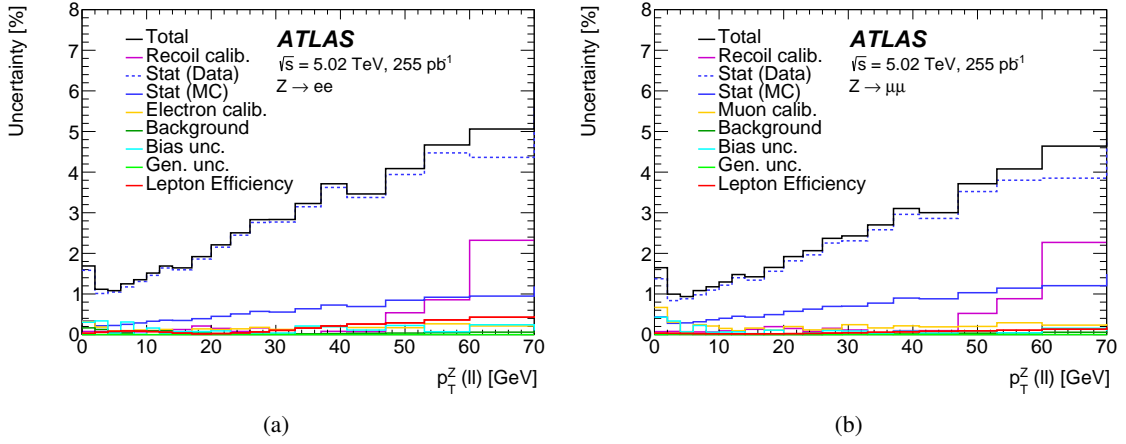 Uncertainty [%]
8
7
6
5
4
3
2
1
0
Total
Recoil calib.
Stat (Data)
Stat (MC)
Electron calib.
Background
Bias unc.
Gen. unc.
Lepton Efficiency
ATLAS
√s = 5.02 TeV, 255 pb⁻¹
Z → ee
0 10 20 30 40 50 60 70
p_T^Z (ll) [GeV]
(a)
Uncertainty [%]
8
7
6
5
4
3
2
1
0
Total
Recoil calib.
Stat (Data)
Stat (MC)
Muon calib.
Background
Bias unc.
Gen. unc.
Lepton Efficiency
ATLAS
√s = 5.02 TeV, 255 pb⁻¹
Z → μμ
0 10 20 30 40 50 60 70
p_T^Z (ll) [GeV]
(b)